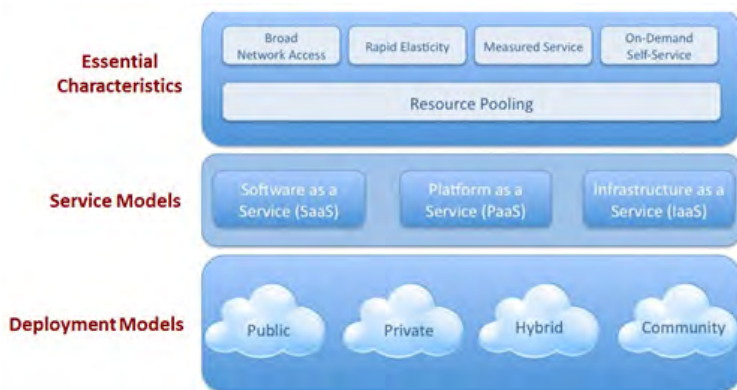 Essential
Characteristics
Broad
Network Access
Rapid Elasticity
Measured Service
On-Demand
Self-Service
Resource Pooling
Service Models
Software as a
Service (SaaS)
Platform as a
Service (PaaS)
Infrastructure as a
Service (IaaS)
Deployment Models
Public
Private
Hybrid
Community